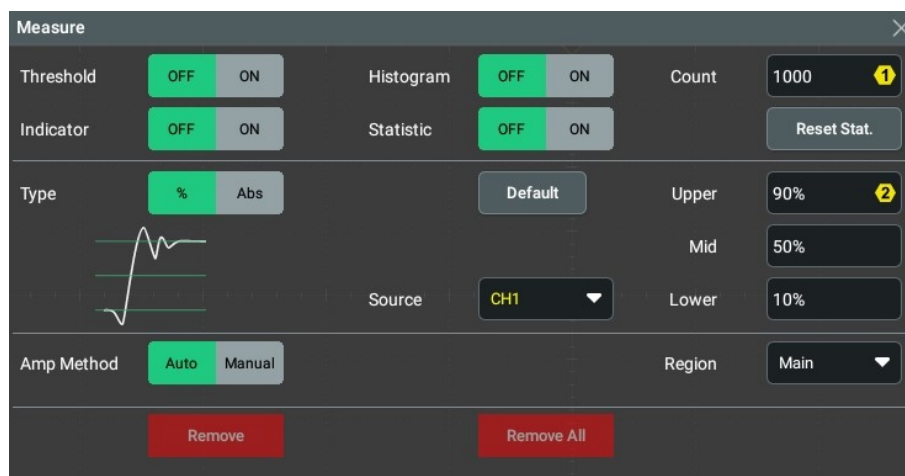 Measure
Threshold OFF ON Histogram OFF ON Count 1000 1
Indicator OFF ON Statistic OFF ON Reset Stat.
Type % Abs Default Upper 90% 2
Mid 50%
Source CH1 Lower 10%
Amp Method Auto Manual Region Main
Remove Remove All